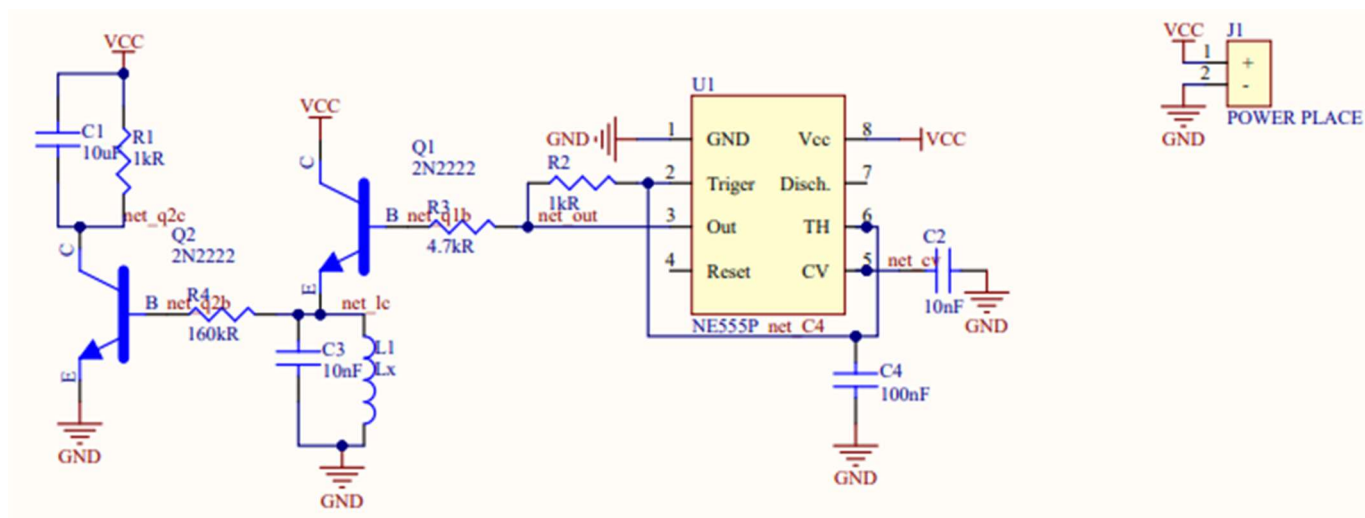 VCC
C1
10uF
R1
1kR
net_q2c
C
Q2
2N2222
B
net_q2b
R4
160kR
E
GND
VCC
C
Q1
2N2222
B
net_q1b
R3
4.7kR
E
net_lc
C3
10nF
L1
Lx
GND
R2
1kR
net_out
GND
U1
1
GND
Vcc
8
VCC
2
Triger
Disch.
7
3
Out
TH
6
4
Reset
CV
5
NE555P
net_C4
net_cv
C2
10nF
GND
C4
100nF
GND
VCC
J1
1
+
2
-
GND
POWER PLACE